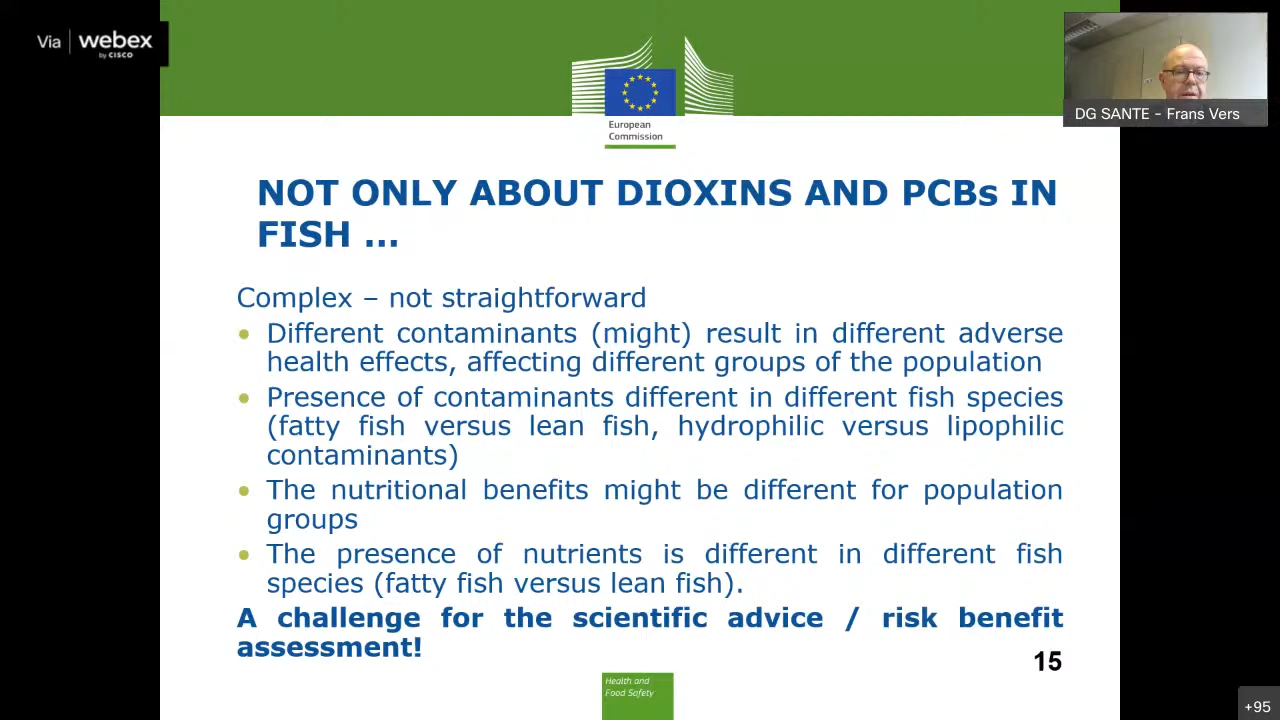 Via webex
by CISCO
DG SANTE - Frans Vers
European
Commission
NOT ONLY ABOUT DIOXINS AND PCBs IN
FISH ...
Complex – not straightforward
• Different contaminants (might) result in different adverse
health effects, affecting different groups of the population
• Presence of contaminants different in different fish species
(fatty fish versus lean fish, hydrophilic versus lipophilic
contaminants)
• The nutritional benefits might be different for population
groups
• The presence of nutrients is different in different fish
species (fatty fish versus lean fish).
A challenge for the scientific advice / risk benefit
assessment!
15
Health and
Food Safety
+95